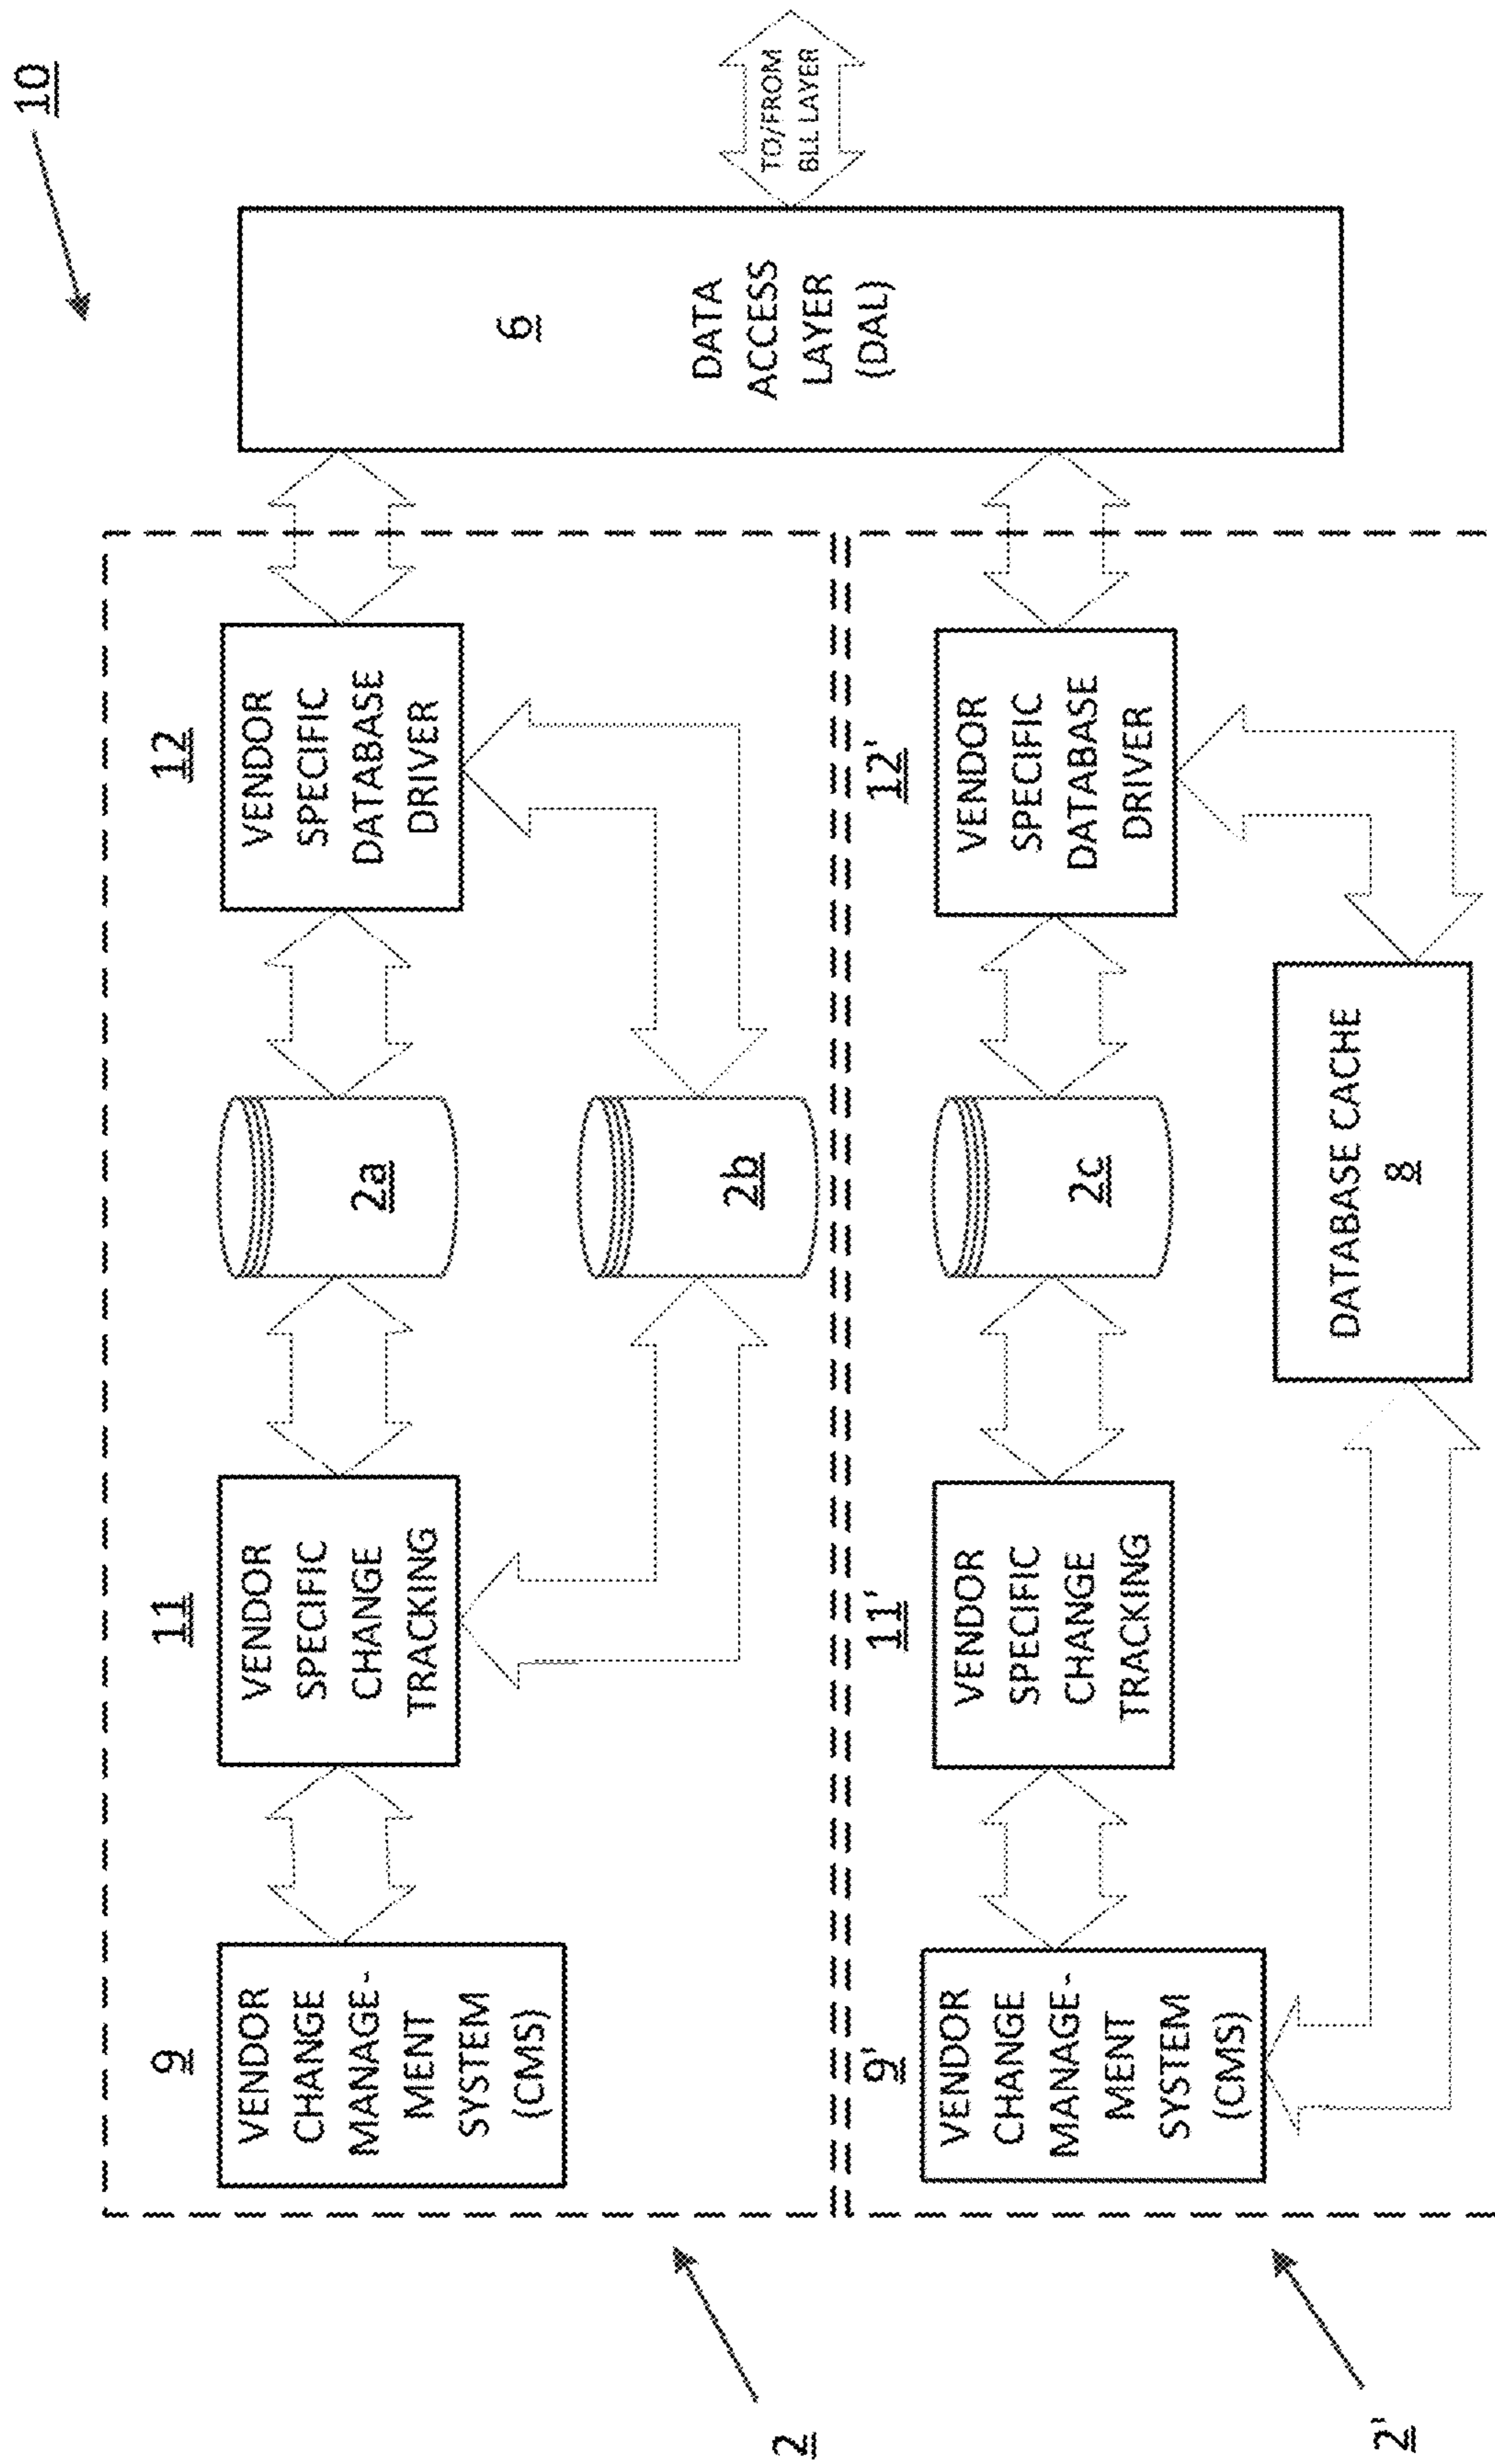 10
TO/FROM
BLL LAYER
6
DATA
ACCESS
LAYER
(DAL)
12
VENDOR
SPECIFIC
DATABASE
DRIVER
2a
2b
11
VENDOR
SPECIFIC
CHANGE
TRACKING
9
VENDOR
CHANGE
MANAGE-
MENT
SYSTEM
(CMS)
2
12'
VENDOR
SPECIFIC
DATABASE
DRIVER
2c
DATABASE CACHE
8
11'
VENDOR
SPECIFIC
CHANGE
TRACKING
9'
VENDOR
CHANGE
MANAGE-
MENT
SYSTEM
(CMS)
2'